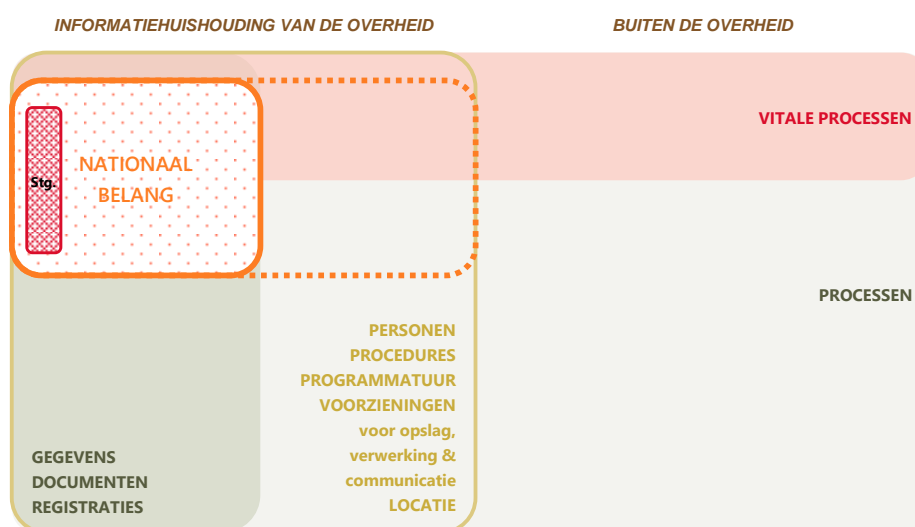 INFORMATIEHUISHOUDING VAN DE OVERHEID
BUITEN DE OVERHEID
VITALE PROCESSEN
NATIONAAL
BELANG
Stg.
PROCESSEN
PERSONEN
PROCEDURES
PROGRAMMATUUR
VOORZIENINGEN
voor opslag,
verwerking &
communicatie
LOCATIE
GEGEVENS
DOCUMENTEN
REGISTRATIES